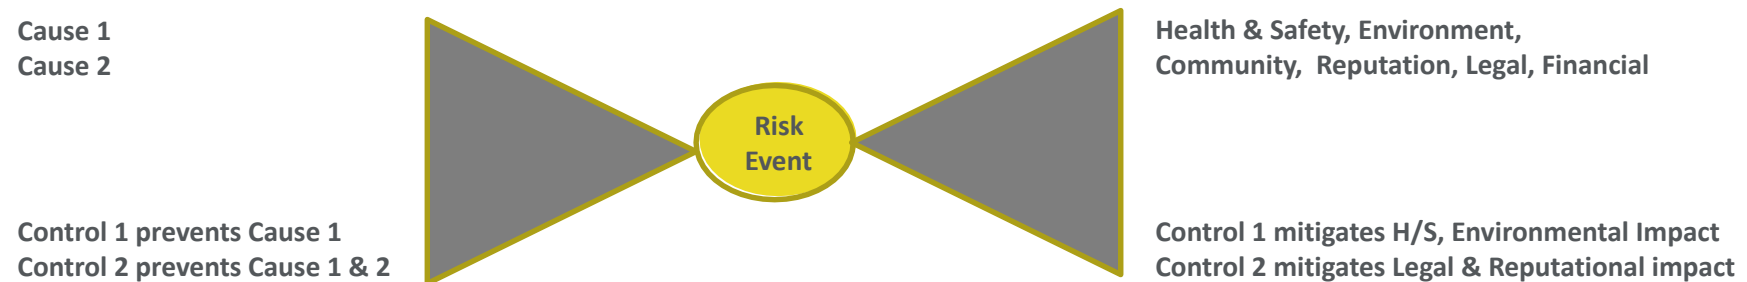 Cause 1
Cause 2
Control 1 prevents Cause 1
Control 2 prevents Cause 1 & 2
Risk
Event
Health & Safety, Environment,
Community,  Reputation, Legal, Financial
Control 1 mitigates H/S, Environmental Impact
Control 2 mitigates Legal & Reputational impact